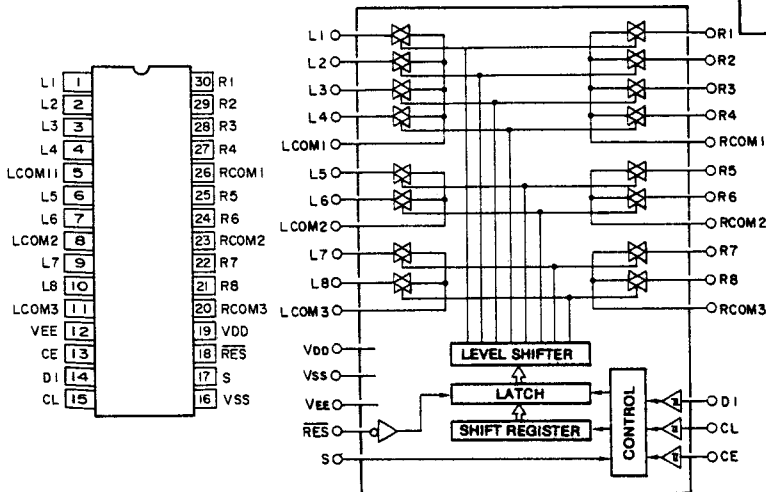 L1 1 30 R1
L2 2 29 R2
L3 3 28 R3
L4 4 27 R4
LCOM11 5 26 RCOM1
L5 6 25 R5
L6 7 24 R6
LCOM2 8 23 RCOM2
L7 9 22 R7
L8 10 21 R8
LCOM3 11 20 RCOM3
VEE 12 19 VDD
CE 13 18 RES
DI 14 17 S
CL 15 16 VSS
L1 R1
L2 R2
L3 R3
L4 R4
LCOM1 RCOM1
L5 R5
L6 R6
LCOM2 RCOM2
L7 R7
L8 R8
LCOM3 RCOM3
VDD LEVEL SHIFTER
VSS
VEE LATCH CONTROL DI
RES SHIFT REGISTER CL
S CE